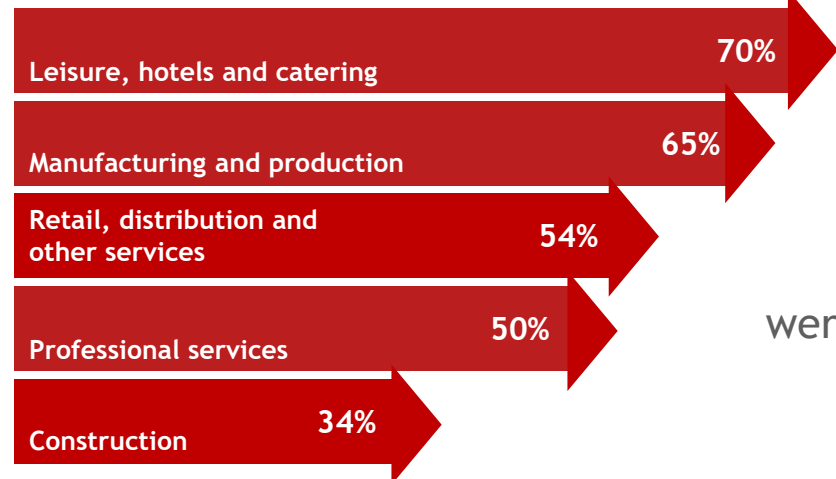 70%
Leisure, hotels and catering
65%
Manufacturing and production
Retail, distribution and
other services
54%
50%
Professional services
34%
Construction